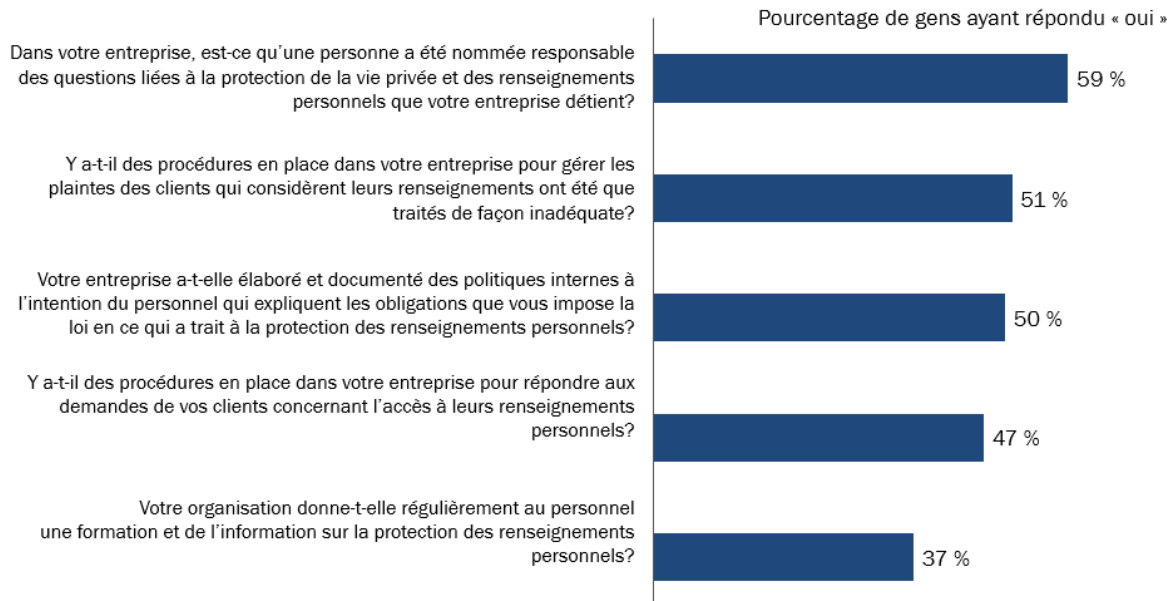 Pourcentage de gens ayant répondu « oui »
Dans votre entreprise, est-ce qu'une personne a été nommée responsable
des questions liées à la protection de la vie privée et des renseignements
personnels que votre entreprise détient?
59 %
Y a-t-il des procédures en place dans votre entreprise pour gérer les
plaintes des clients qui considèrent leurs renseignements ont été que
traités de façon inadéquate?
51 %
Votre entreprise a-t-elle élaboré et documenté des politiques internes à
l'intention du personnel qui expliquent les obligations que vous impose la
loi en ce qui a trait à la protection des renseignements personnels?
50 %
Y a-t-il des procédures en place dans votre entreprise pour répondre aux
demandes de vos clients concernant l'accès à leurs renseignements
personnels?
47 %
Votre organisation donne-t-elle régulièrement au personnel
une formation et de l'information sur la protection des renseignements
personnels?
37 %